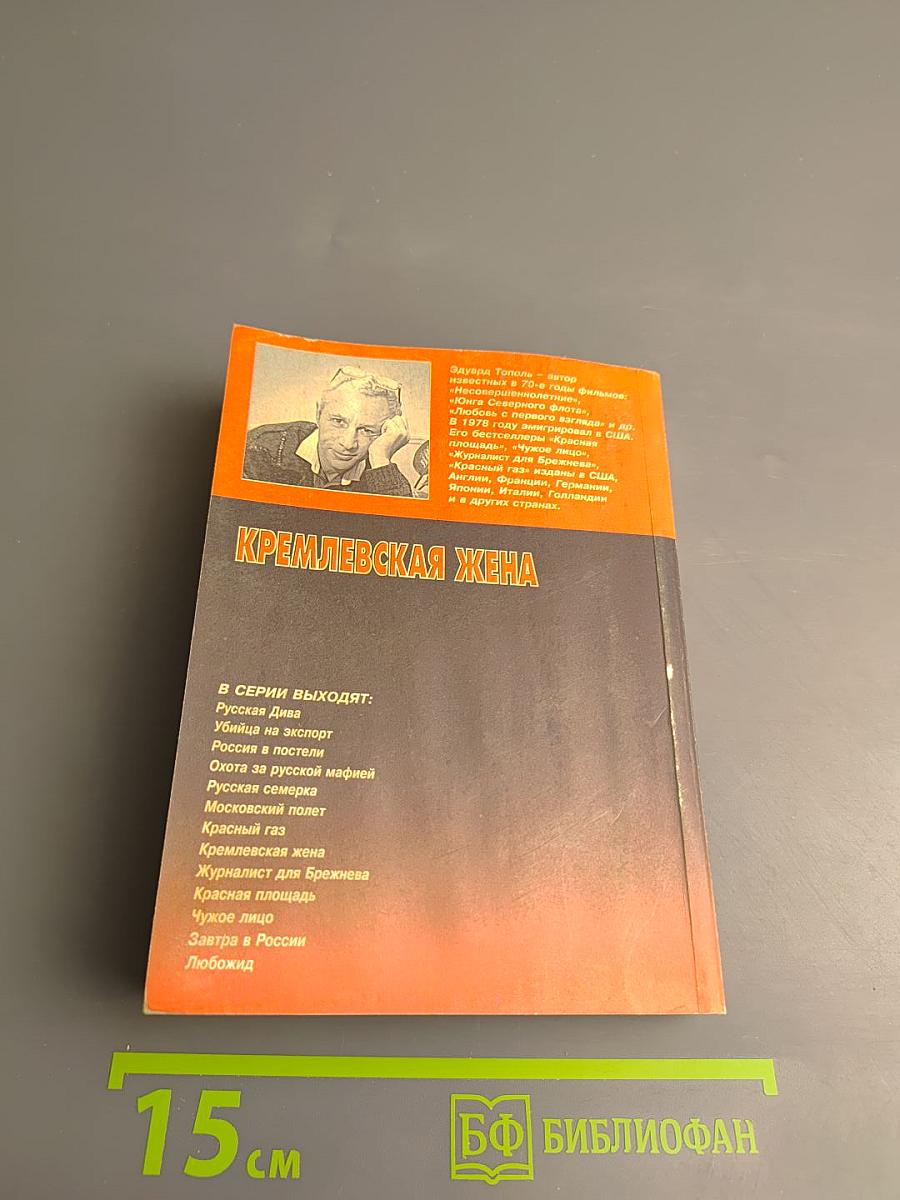 Эдуард Тополь – автор
известных в 70-е годы фильмов:
«Несовершеннолетние»,
«Юнга Северного флота»,
«Любовь с первого взгляда» и др.
В 1978 году эмигрировал в США.
Его бестселлеры «Красная
площадь», «Чужое лицо»,
«Журналист для Брежнева»,
«Красный газ» изданы в США,
Англии, Франции, Германии,
Японии, Италии, Голландии
и в других странах.
КРЕМЛЕВСКАЯ ЖЕНА
В СЕРИИ ВЫХОДЯТ:
Русская Дива
Убийца на экспорт
Россия в постели
Охота за русской мафией
Русская семерка
Московский полет
Красный газ
Кремлевская жена
Журналист для Брежнева
Красная площадь
Чужое лицо
Завтра в России
Любожид
15 см
БФ БИБЛИОФАН